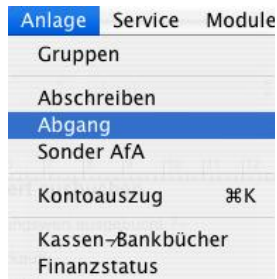 Anlage Service Module
Gruppen
Abschreiben
Abgang
Sonder AfA
Kontoauszug ⌘K
Kassen-/Bankbücher
Finanzstatus